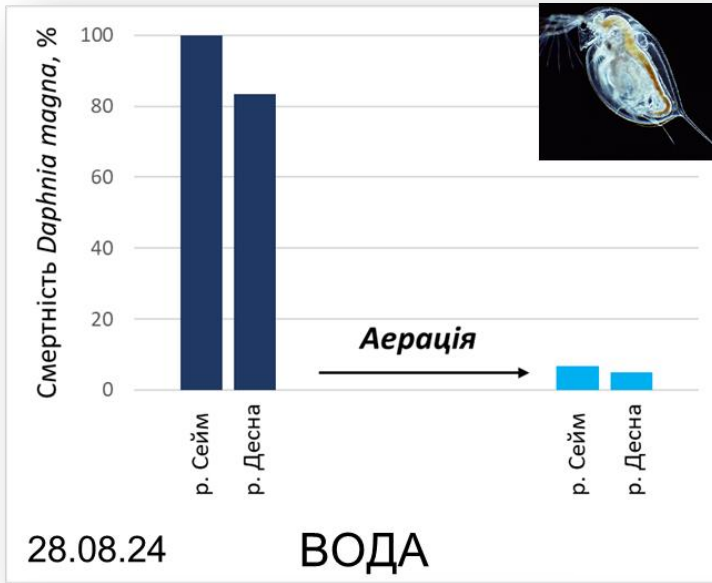 Смертність Daphnia magna, %
100
80
60
40
20
0
Аерація
р. Сейм
р. Десна
р. Сейм
р. Десна
28.08.24
ВОДА